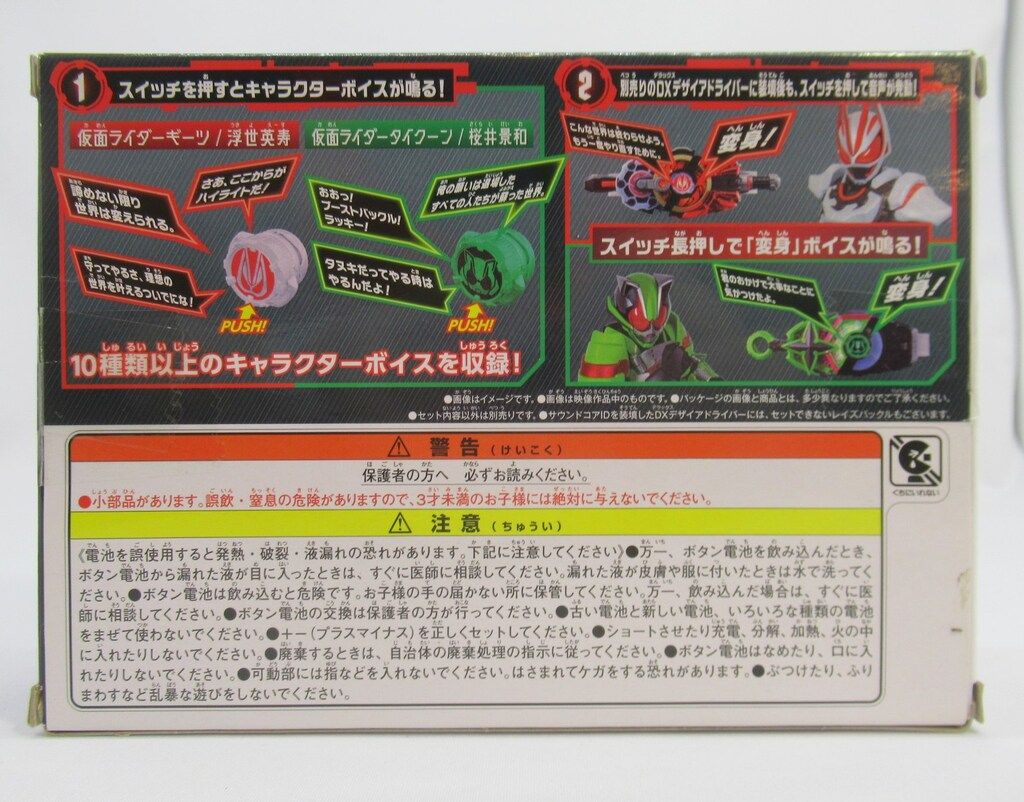 1 スイッチを押すとキャラクターボイスが鳴る!
仮面ライダーギーツ/浮世英寿
仮面ライダータイクーン/桜井景和
諦めない限り
世界は変えられる。
さあ、ここからが
ハイライトだ!
守ってやるさ、理想の
世界を叶えるついでにな!
PUSH!
おおっ!
ブーストバックル!
ラッキー!
俺の願いは退場した
すべての人たちが蘇った世界。
タヌキだってやる時は
やるんだよ!
PUSH!
10種類以上のキャラクターボイスを収録!
2 別売りのDXデザイアドライバーに装填後も、スイッチを押して音声が発動!
こんな世界は終わらせよう。
もう一度やり直すために。
変身!
スイッチ長押しで「変身」ボイスが鳴る!
君のおかげで大事なことに
気がつけたよ。
変身!
●画像はイメージです。●画像は映像作品中のものです。●パッケージの画像と商品とは、多少異なりますのでご了承ください。
●セット内容以外は別売りです。●サウンドコアIDを装填したDXデザイアドライバーには、セットできないレイズバックルもございます。
警告(けいこく)
保護者の方へ 必ずお読みください。
●小部品があります。誤飲・窒息の危険がありますので、3才未満のお子様には絶対に与えないでください。
くちにいれない
注意(ちゅうい)
《電池を誤使用すると発熱・破裂・液漏れの恐れがあります。下記に注意してください》●万一、ボタン電池を飲み込んだとき、
ボタン電池から漏れた液が目に入ったときは、すぐに医師に相談してください。漏れた液が皮膚や服に付いたときは水で洗ってく
ださい。●ボタン電池は飲み込むと危険です。お子様の手の届かない所に保管してください。万一、飲み込んだ場合は、すぐに医
師に相談してください。●ボタン電池の交換は保護者の方が行ってください。●古い電池と新しい電池、いろいろな種類の電池
をまぜて使わないでください。●+-(プラスマイナス)を正しくセットしてください。●ショートさせたり充電、分解、加熱、火の中
に入れたりしないでください。●廃棄するときは、自治体の廃棄処理の指示に従ってください。●ボタン電池はなめたり、口に入
れたりしないでください。●可動部には指などを入れないでください。はさまれてケガをする恐れがあります。●ぶつけたり、ふり
まわすなど乱暴な遊びをしないでください。